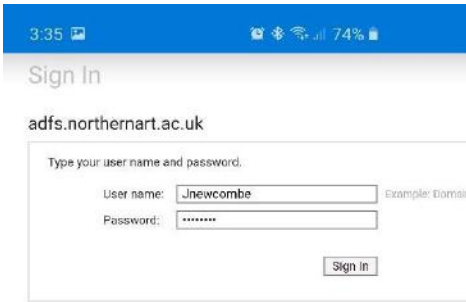 3:35 74%
Sign In
adfs.northernart.ac.uk
Type your user name and password.
User name: Jnewcombe Example: Domai
Password: ••••••••
Sign In